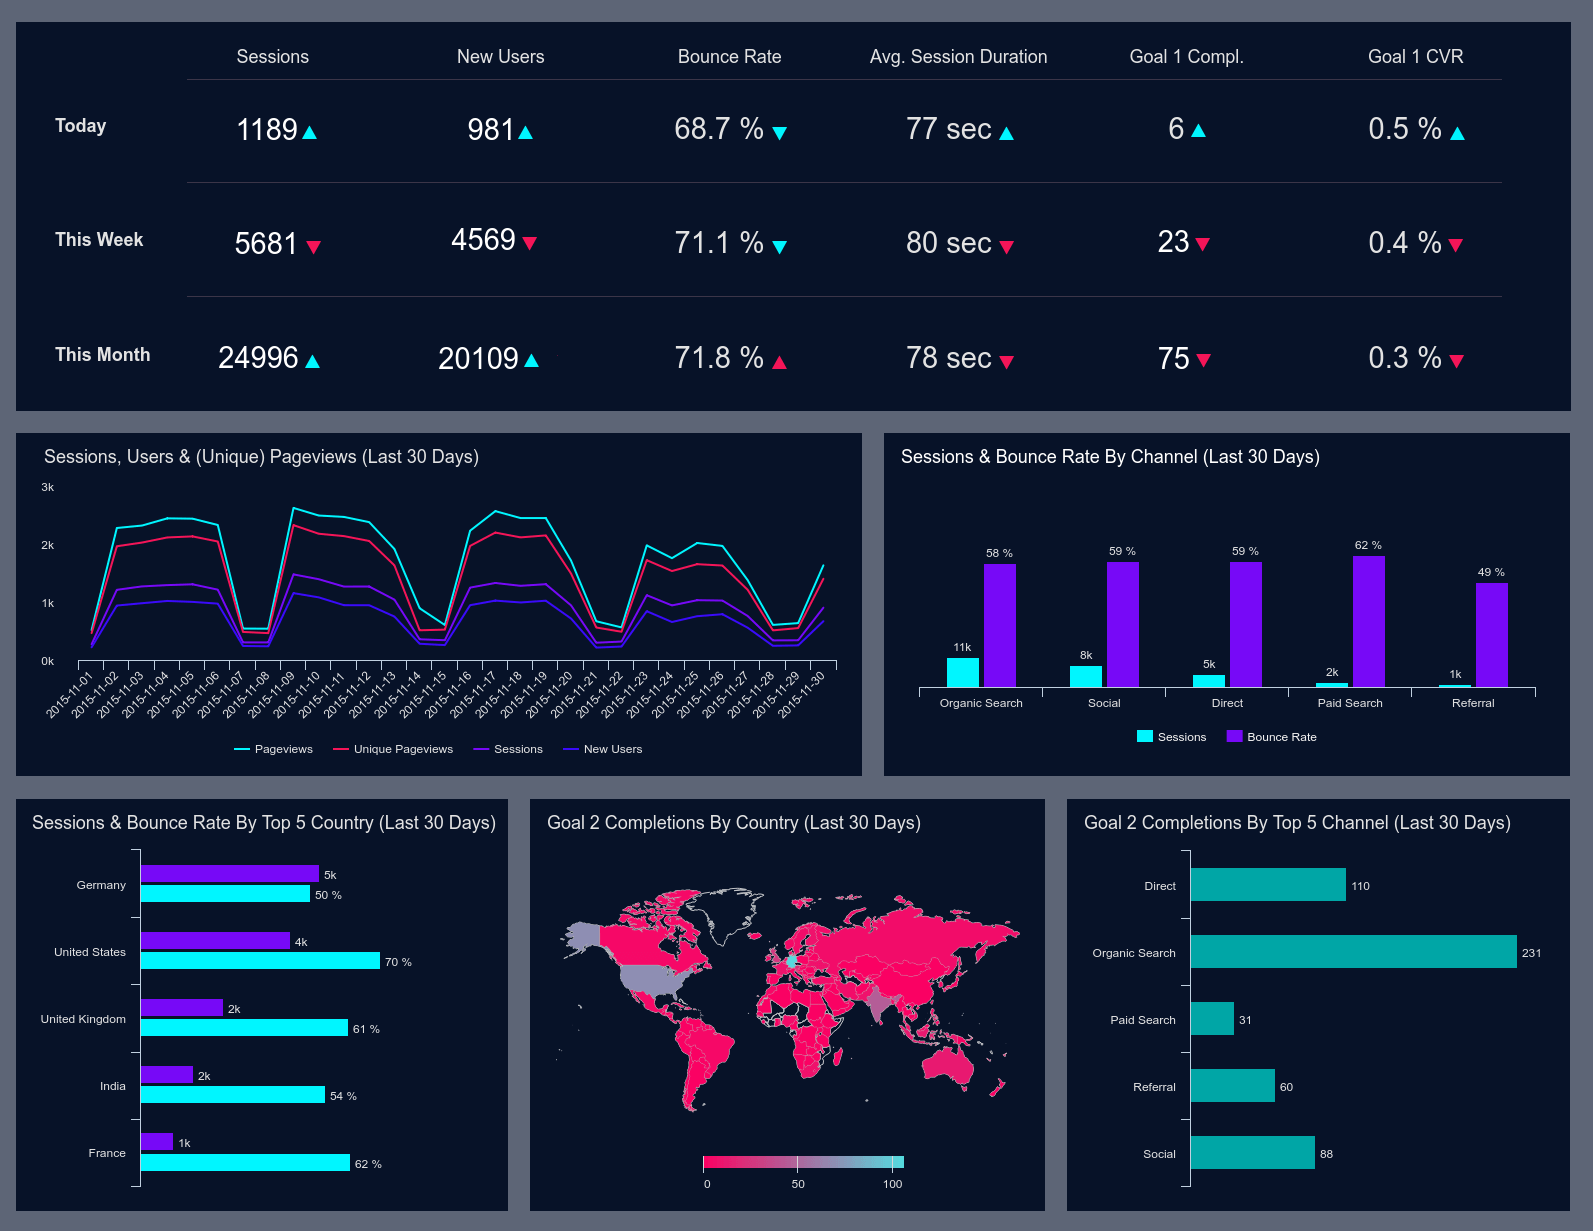 Sessions New Users Bounce Rate Avg. Session Duration Goal 1 Compl. Goal 1 CVR
Today 1189 981 68.7 % 77 sec 6 0.5 %
This Week 5681 4569 71.1 % 80 sec 23 0.4 %
This Month 24996 20109 71.8 % 78 sec 75 0.3 %
Sessions, Users & (Unique) Pageviews (Last 30 Days)
3k
2k
1k
0k
2015-11-01 2015-11-02 2015-11-03 2015-11-04 2015-11-05 2015-11-06 2015-11-07 2015-11-08 2015-11-09 2015-11-10 2015-11-11 2015-11-12 2015-11-13 2015-11-14 2015-11-15 2015-11-16 2015-11-17 2015-11-18 2015-11-19 2015-11-20 2015-11-21 2015-11-22 2015-11-23 2015-11-24 2015-11-25 2015-11-26 2015-11-27 2015-11-28 2015-11-29 2015-11-30
Pageviews Unique Pageviews Sessions New Users
Sessions & Bounce Rate By Channel (Last 30 Days)
58 % 59 % 59 % 62 % 49 %
11k 8k 5k 2k 1k
Organic Search Social Direct Paid Search Referral
Sessions Bounce Rate
Sessions & Bounce Rate By Top 5 Country (Last 30 Days)
Germany 5k
50 %
United States 4k
70 %
United Kingdom 2k
61 %
India 2k
54 %
France 1k
62 %
Goal 2 Completions By Country (Last 30 Days)
0 50 100
Goal 2 Completions By Top 5 Channel (Last 30 Days)
Direct 110
Organic Search 231
Paid Search 31
Referral 60
Social 88